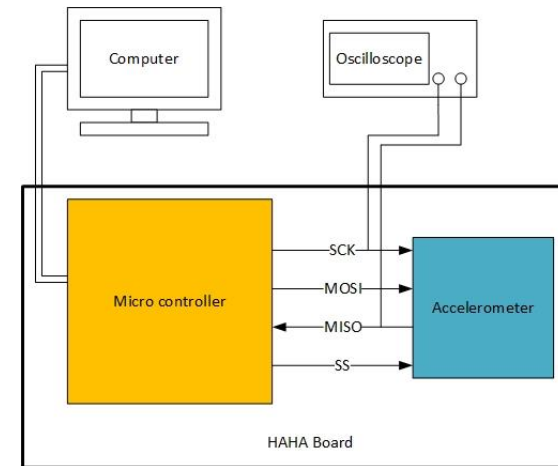 Computer
Oscilloscope
SCK
Micro controller
MOSI
Accelerometer
MISO
SS
HAHA Board